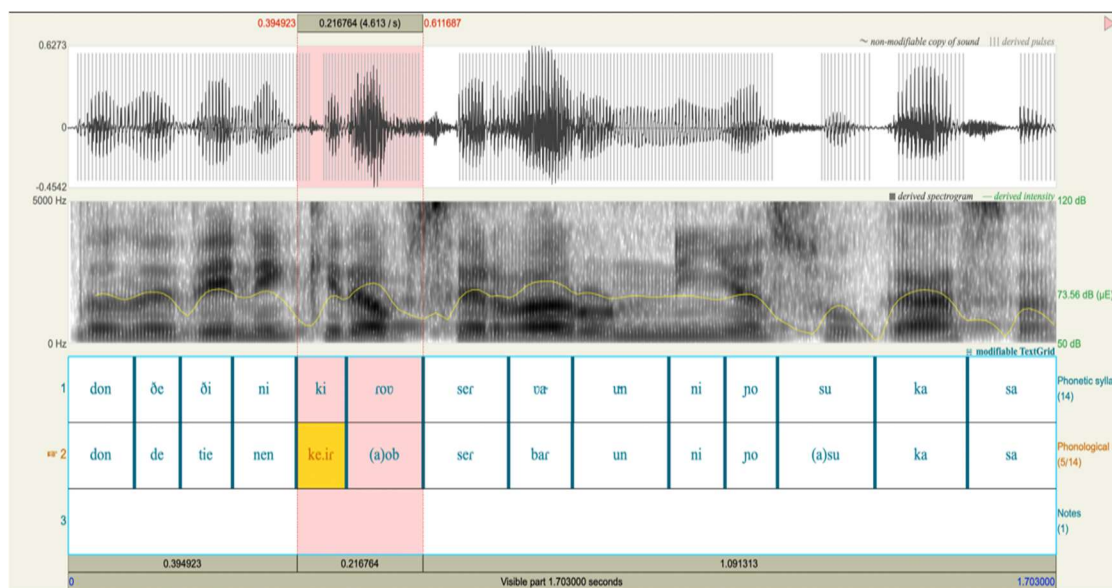 0.394923 0.216764 (4.613 / s) 0.611687
0.6273
~ non-modifiable copy of sound ||| derived pulses
0
-0.4542
5000 Hz
derived spectrogram — derived intensity
120 dB
73.56 dB (µE)
0 Hz
50 dB
modifiable TextGrid
1 don ðe ði ni ki ɾoʋ seɾ un ni ɲo su ka sa Phonetic sylla (14)
2 don de tie nen ke.iɾ (a)ob seɾ baɾ un ni ɲo (a)su ka sa Phonological (5/14)
3 Notes (1)
0.394923 0.216764 1.091313
0 Visible part 1.703000 seconds 1.703000